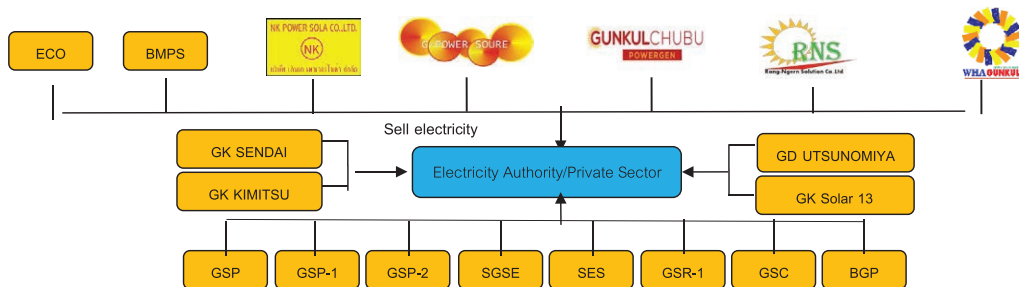 ECO
BMPS
NK POWER SOLA CO.,LTD.
NK
G.POWER SOURE
GUNKULCHUBU
POWERGEN
RNS
Rang Ngern Solution Co.,Ltd
WHAGUNKUL
Sell electricity
GK SENDAI
GK KIMITSU
Electricity Authority/Private Sector
GD UTSUNOMIYA
GK Solar 13
GSP
GSP-1
GSP-2
SGSE
SES
GSR-1
GSC
BGP